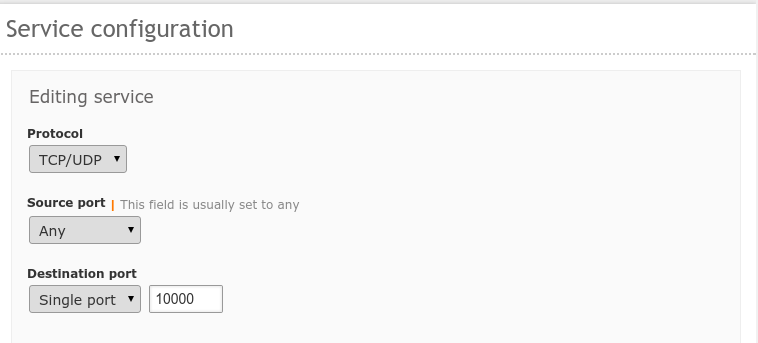 Service configuration
Editing service
Protocol
TCP/UDP
Source port | This field is usually set to any
Any
Destination port
Single port 10000